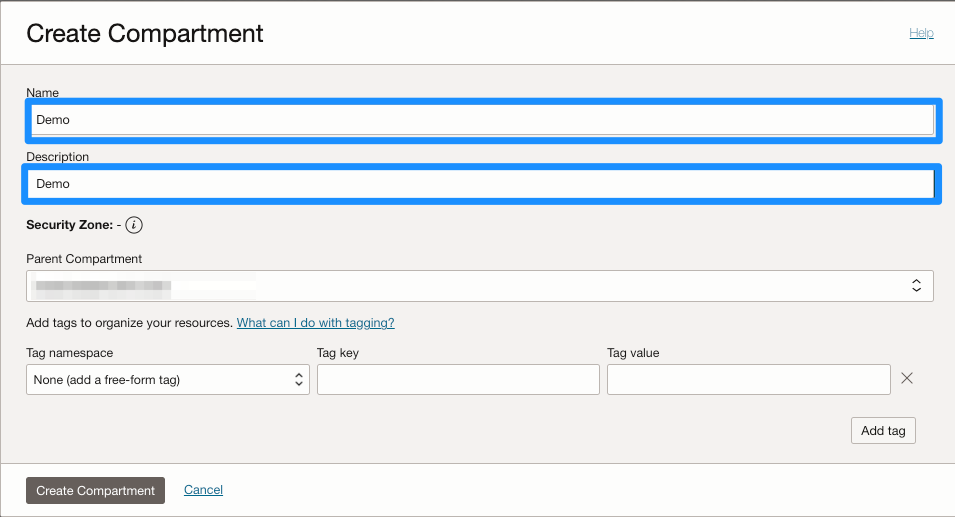 Create Compartment
Help
Name
Demo
Description
Demo
Security Zone: - i
Parent Compartment
Add tags to organize your resources. What can I do with tagging?
Tag namespace Tag key Tag value
None (add a free-form tag)
Add tag
Create Compartment Cancel